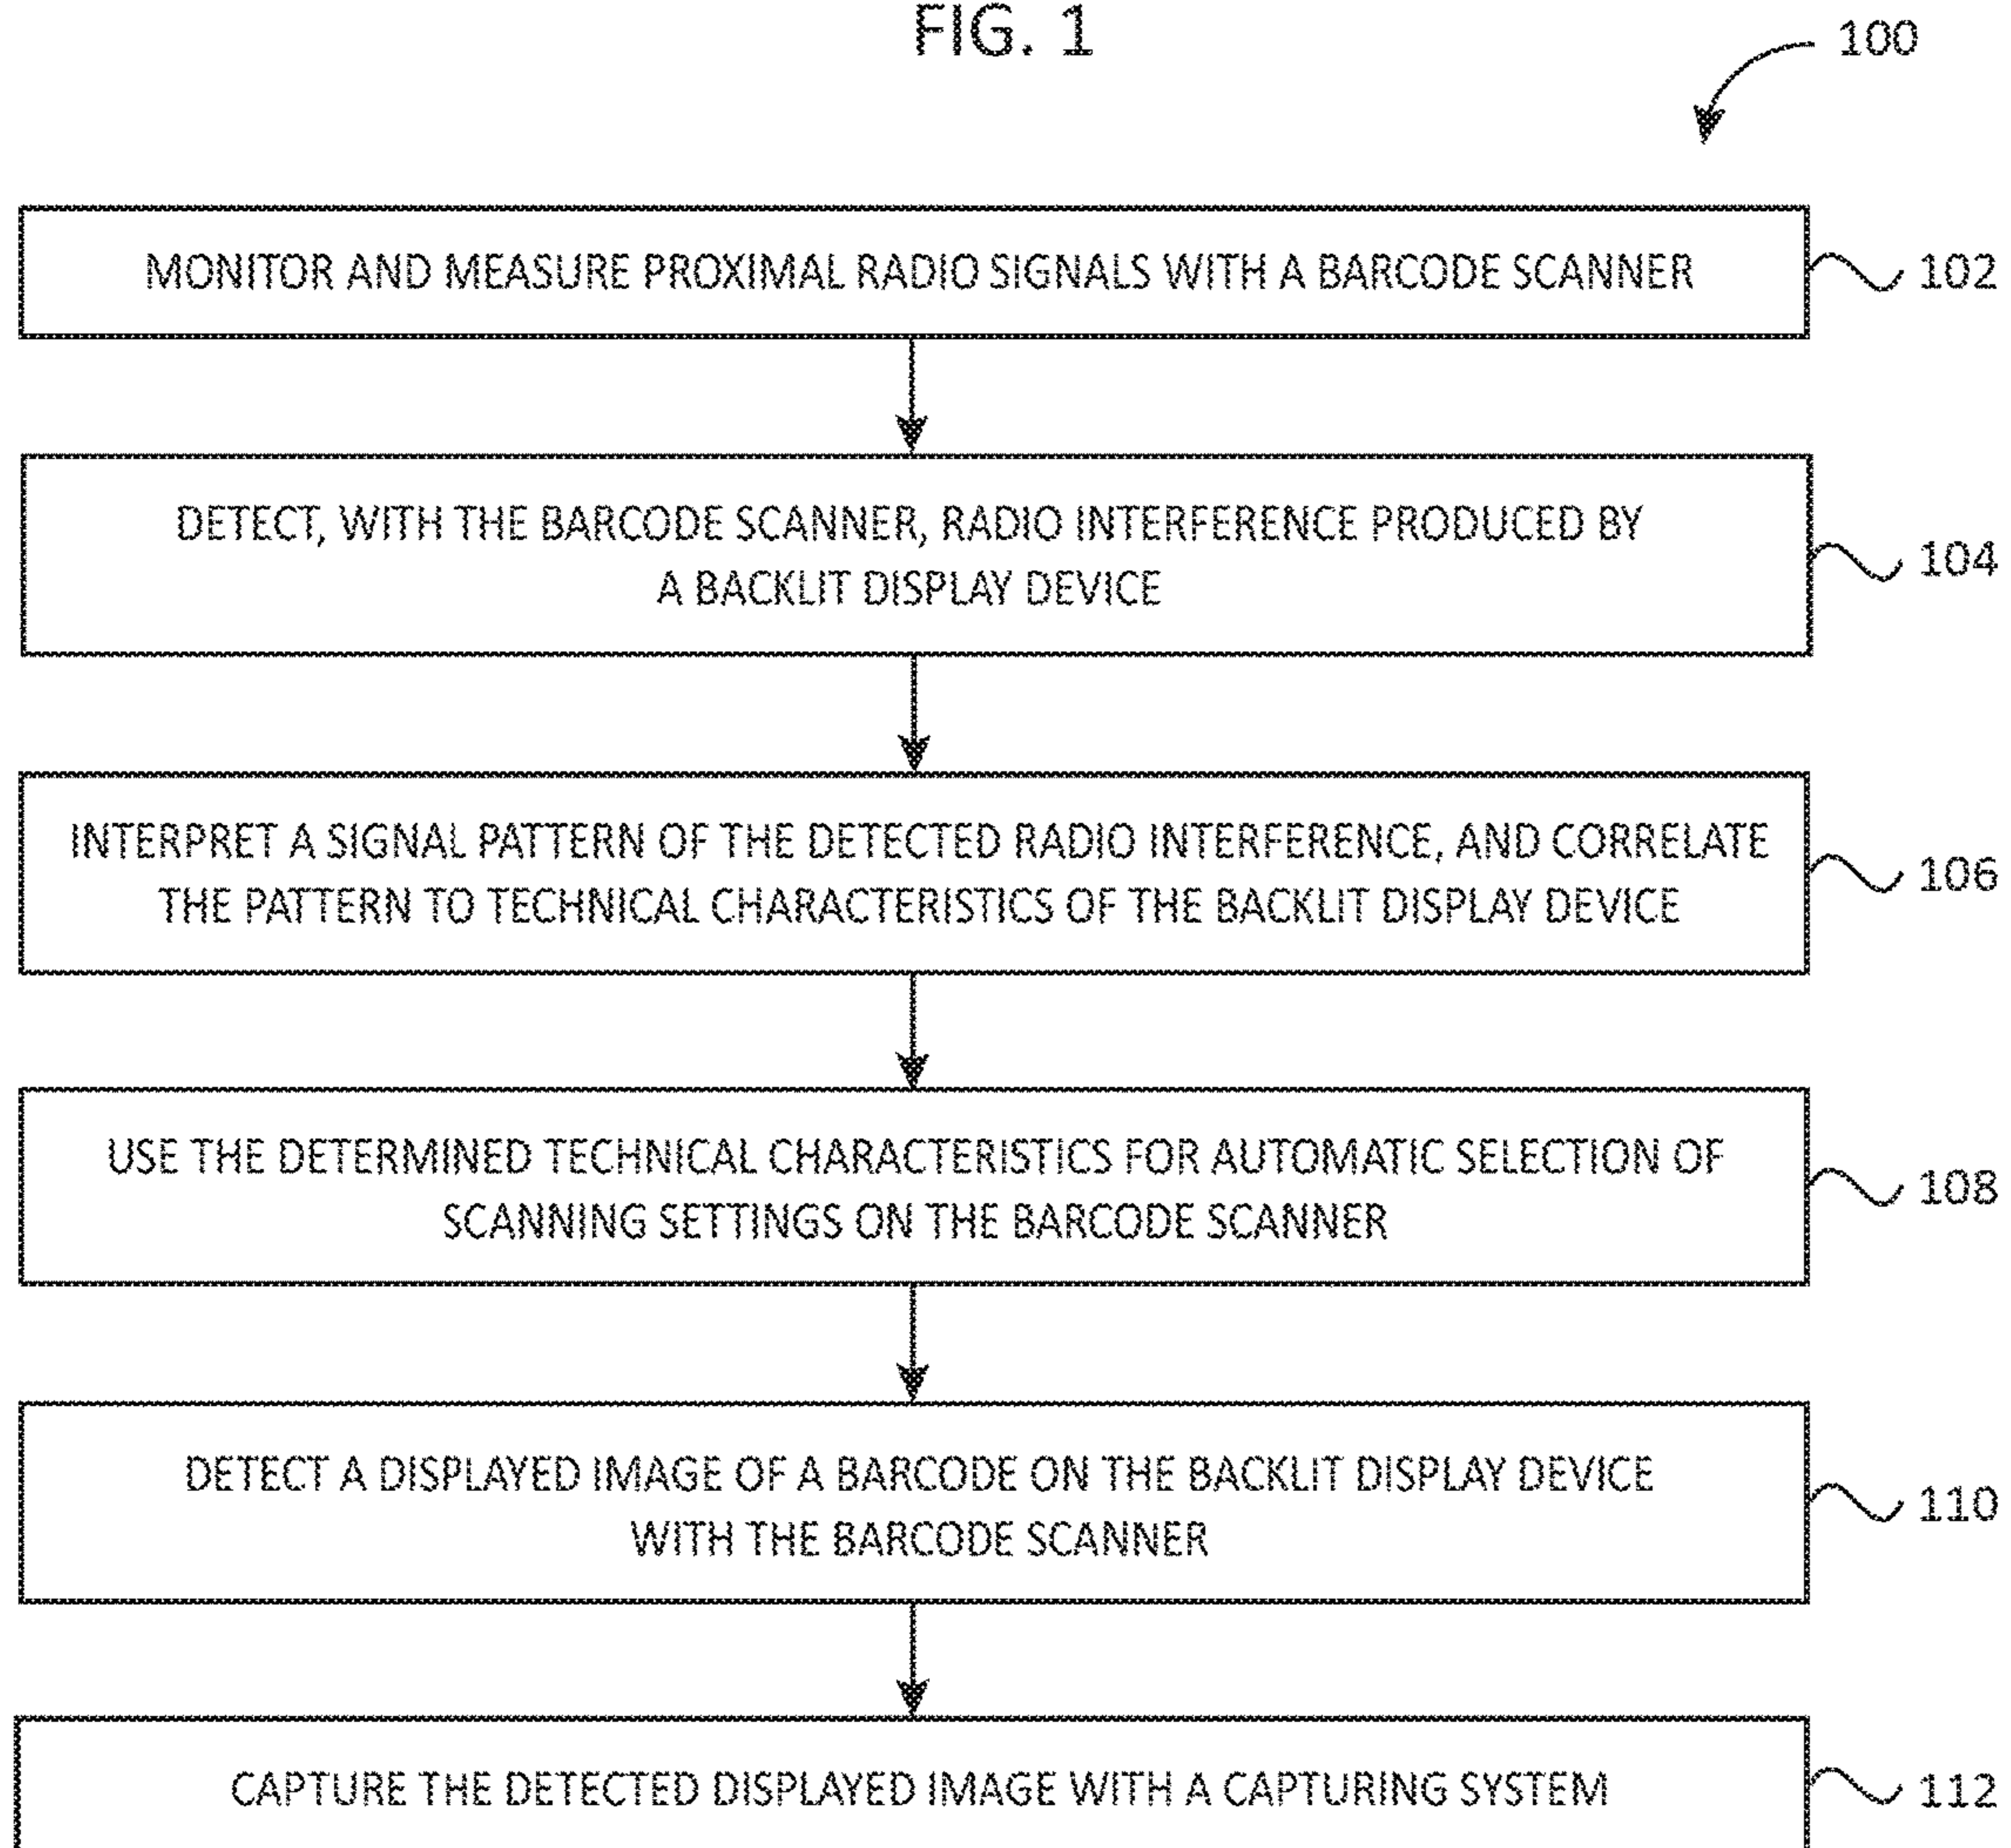 FIG. 1
100
MONITOR AND MEASURE PROXIMAL RADIO SIGNALS WITH A BARCODE SCANNER
102
DETECT, WITH THE BARCODE SCANNER, RADIO INTERFERENCE PRODUCED BY
A BACKLIT DISPLAY DEVICE
104
INTERPRET A SIGNAL PATTERN OF THE DETECTED RADIO INTERFERENCE, AND CORRELATE
THE PATTERN TO TECHNICAL CHARACTERISTICS OF THE BACKLIT DISPLAY DEVICE
106
USE THE DETERMINED TECHNICAL CHARACTERISTICS FOR AUTOMATIC SELECTION OF
SCANNING SETTINGS ON THE BARCODE SCANNER
108
DETECT A DISPLAYED IMAGE OF A BARCODE ON THE BACKLIT DISPLAY DEVICE
WITH THE BARCODE SCANNER
110
CAPTURE THE DETECTED DISPLAYED IMAGE WITH A CAPTURING SYSTEM
112